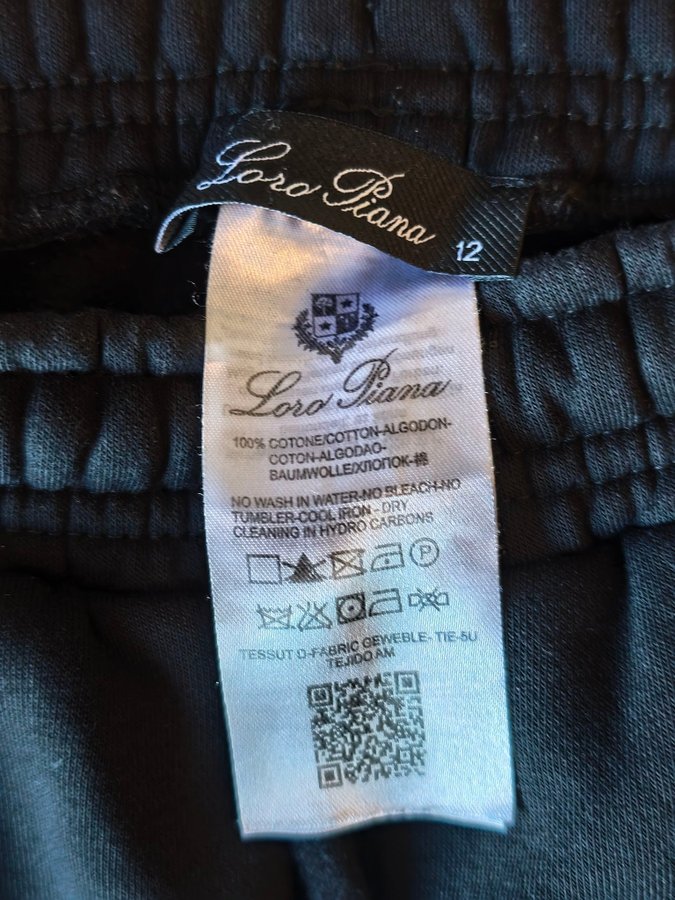 Loro Piana
12
Loro Piana
100% COTONE/COTTON-ALGODON-
COTON-ALGODAO-
BAUMWOLLE/ХЛОПОК-棉
NO WASH IN WATER-NO BLEACH-NO
TUMBLER-COOL IRON - DRY
CLEANING IN HYDRO CARBONS
P
TESSUT O-FABRIC GEWEBLE- TIE-5U
TEJIDO AM